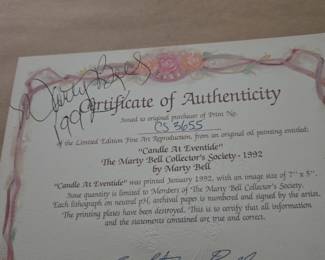 Marty Bell
1992
Certificate of Authenticity
Issued to original purchaser of Print No.
CS 3655
of the Limited Edition Fine Art Reproduction, from an original oil painting entitled:
"Candle At Eventide"
The Marty Bell Collector's Society - 1992
by Marty Bell
"Candle At Eventide" was printed January 1992, with an image size of 7" x 5".
Issue quantity is limited to Members of The Marty Bell Collector's Society.
Each lithograph on neutral pH, archival paper is numbered and signed by the artist.
The printing plates have been destroyed. This is to certify that all information
and the statements contained are true and correct.